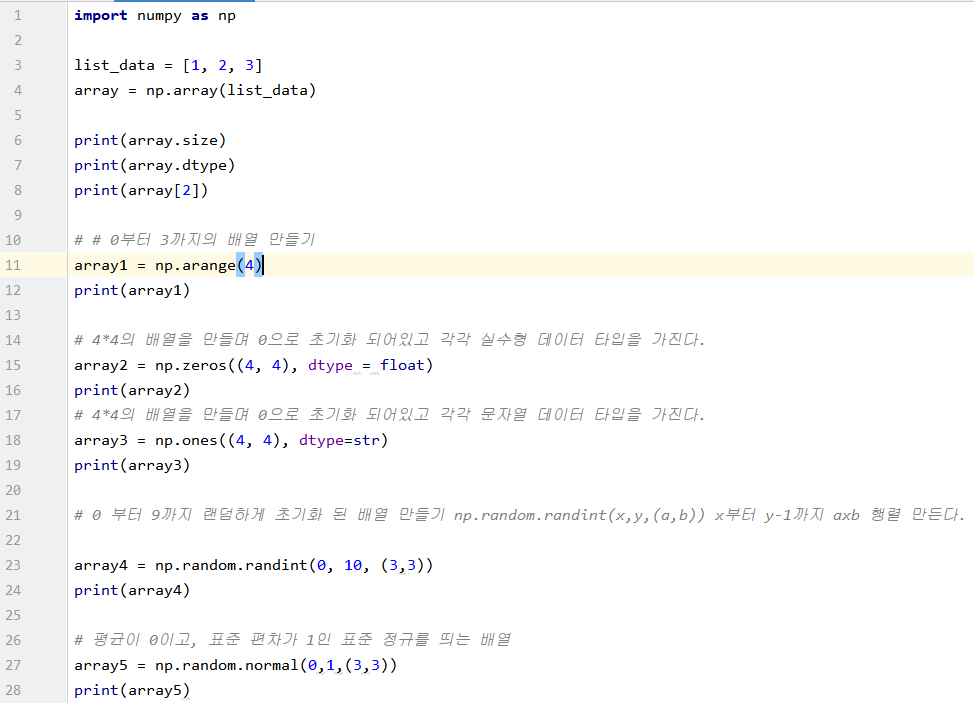 1 import numpy as np
2
3 list_data = [1, 2, 3]
4 array = np.array(list_data)
5
6 print(array.size)
7 print(array.dtype)
8 print(array[2])
9
10 # # 0부터 3까지의 배열 만들기
11 array1 = np.arange(4)
12 print(array1)
13
14 # 4*4의 배열을 만들며 0으로 초기화 되어있고 각각 실수형 데이터 타입을 가진다.
15 array2 = np.zeros((4, 4), dtype = float)
16 print(array2)
17 # 4*4의 배열을 만들며 0으로 초기화 되어있고 각각 문자열 데이터 타입을 가진다.
18 array3 = np.ones((4, 4), dtype=str)
19 print(array3)
20
21 # 0 부터 9까지 랜덤하게 초기화 된 배열 만들기 np.random.randint(x,y,(a,b)) x부터 y-1까지 axb 행렬 만든다.
22
23 array4 = np.random.randint(0, 10, (3,3))
24 print(array4)
25
26 # 평균이 0이고, 표준 편차가 1인 표준 정규를 띄는 배열
27 array5 = np.random.normal(0,1,(3,3))
28 print(array5)